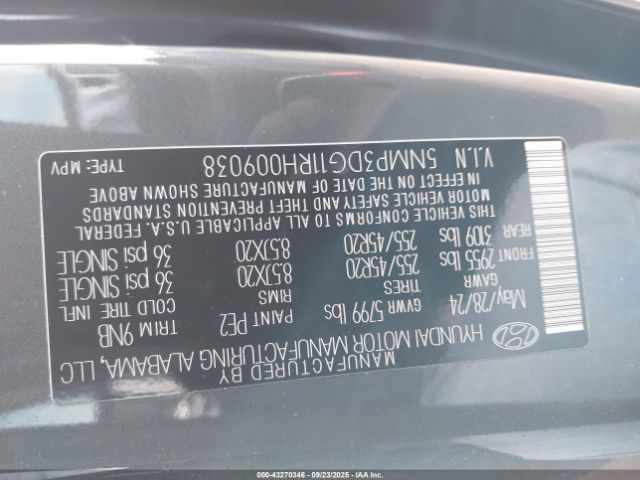 MANUFACTURED BY
HYUNDAI MOTOR MANUFACTURING ALABAMA, LLC
May/28/24 GVWR 5799 lbs PAINT PE2 TRIM 9NB
GAWR TIRES RIMS COLD TIRE INFL
FRONT 2955 lbs 255/45R20 8.5JX20 36 psi SINGLE
REAR 3109 lbs 255/45R20 8.5JX20 36 psi SINGLE
THIS VEHICLE CONFORMS TO ALL APPLICABLE U.S.A. FEDERAL
MOTOR VEHICLE SAFETY AND THEFT PREVENTION STANDARDS
IN EFFECT ON THE DATE OF MANUFACTURE SHOWN ABOVE
V.I.N 5NMP3DG11RH009038 TYPE: MPV
000-43270346 - 09/23/2025 - IAAI.COM